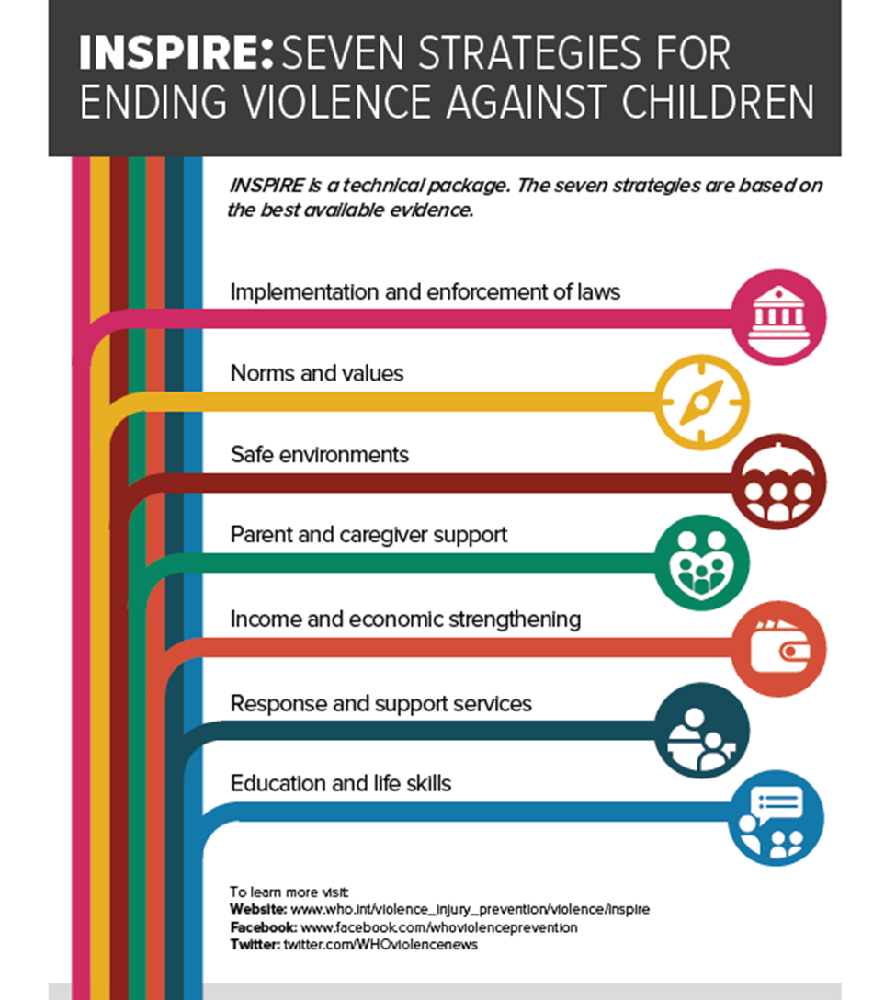 INSPIRE: SEVEN STRATEGIES FOR
ENDING VIOLENCE AGAINST CHILDREN
INSPIRE is a technical package. The seven strategies are based on
the best available evidence.
Implementation and enforcement of laws
Norms and values
Safe environments
Parent and caregiver support
Income and economic strengthening
Response and support services
Education and life skills
To learn more visit:
Website: www.who.int/violence_injury_prevention/violence/inspire
Facebook: www.facebook.com/whoviolenceprevention
Twitter: twitter.com/WHOviolencenews